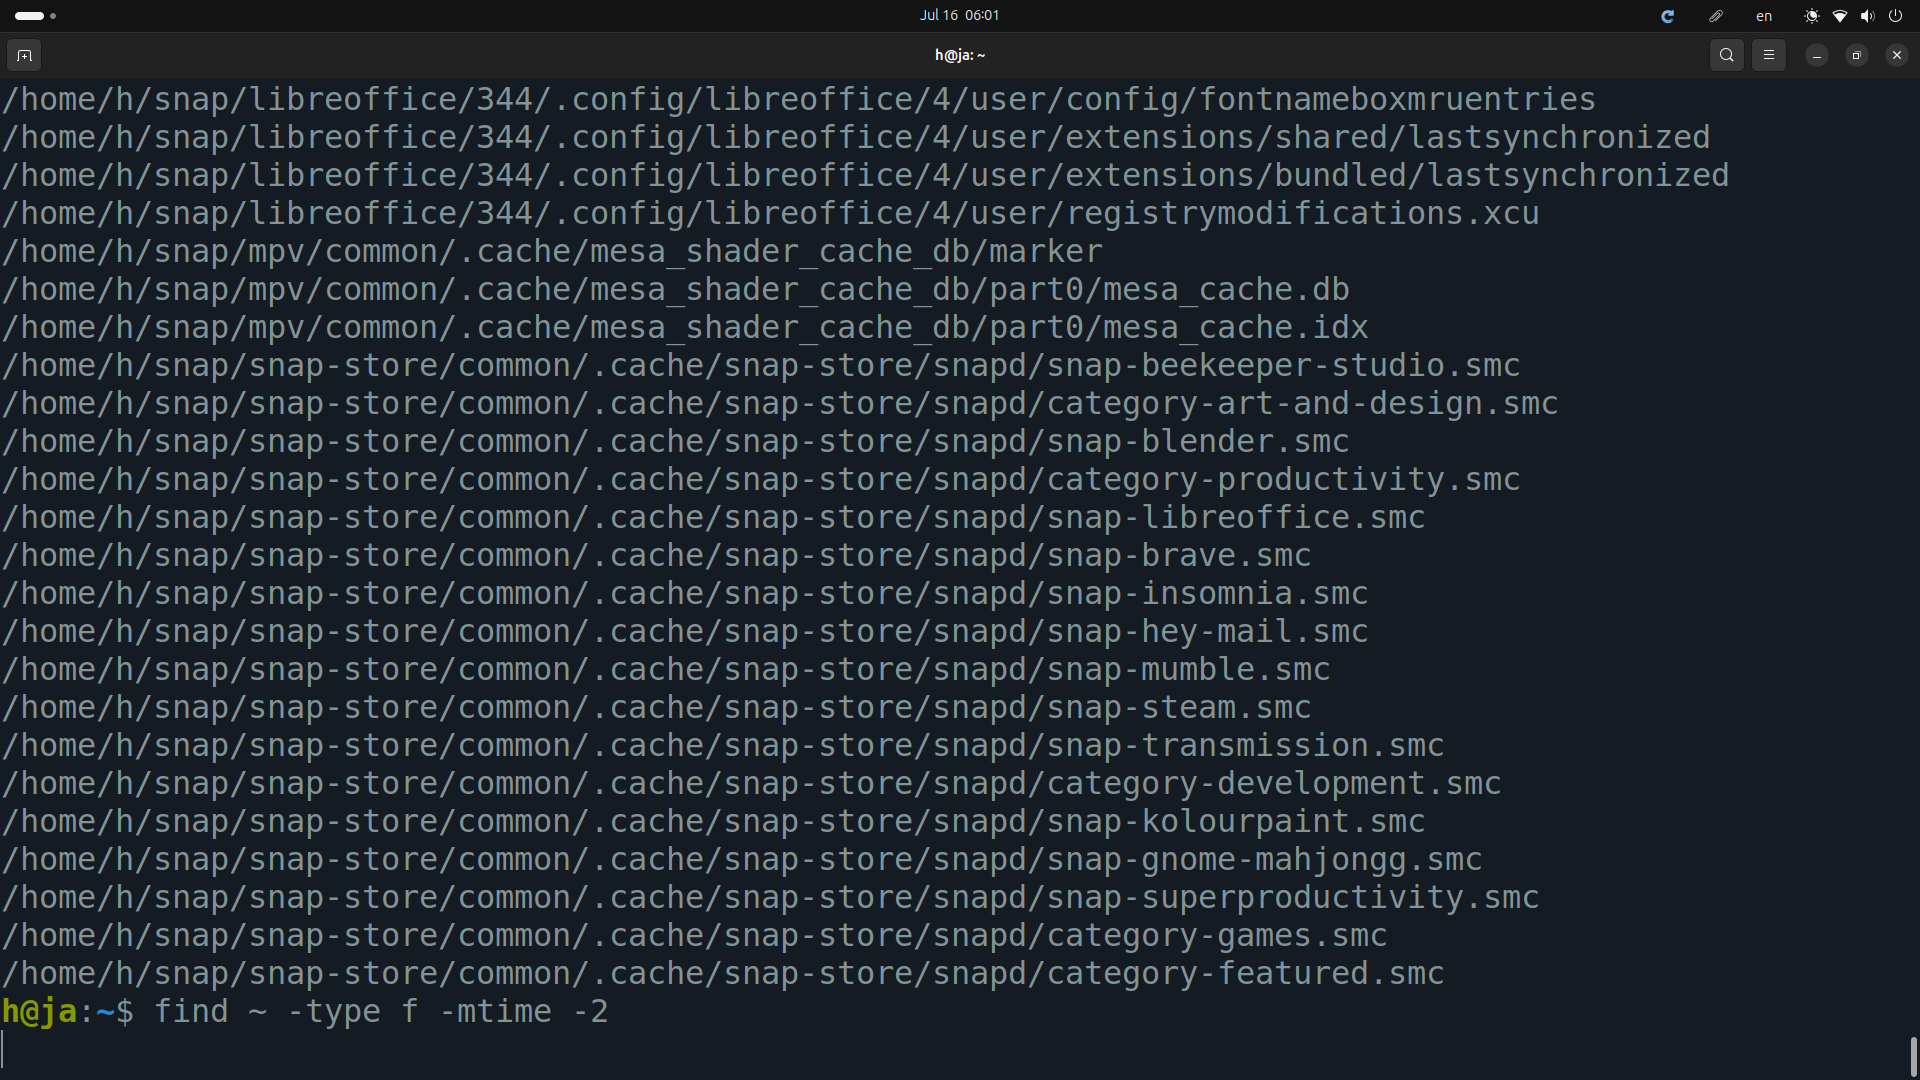 Jul 16 06:01
en
h@ja: ~
/home/h/snap/libreoffice/344/.config/libreoffice/4/user/config/fontnameboxmruentries
/home/h/snap/libreoffice/344/.config/libreoffice/4/user/extensions/shared/lastsynchronized
/home/h/snap/libreoffice/344/.config/libreoffice/4/user/extensions/bundled/lastsynchronized
/home/h/snap/libreoffice/344/.config/libreoffice/4/user/registrymodifications.xcu
/home/h/snap/mpv/common/.cache/mesa_shader_cache_db/marker
/home/h/snap/mpv/common/.cache/mesa_shader_cache_db/part0/mesa_cache.db
/home/h/snap/mpv/common/.cache/mesa_shader_cache_db/part0/mesa_cache.idx
/home/h/snap/snap-store/common/.cache/snap-store/snapd/snap-beekeeper-studio.smc
/home/h/snap/snap-store/common/.cache/snap-store/snapd/category-art-and-design.smc
/home/h/snap/snap-store/common/.cache/snap-store/snapd/snap-blender.smc
/home/h/snap/snap-store/common/.cache/snap-store/snapd/category-productivity.smc
/home/h/snap/snap-store/common/.cache/snap-store/snapd/snap-libreoffice.smc
/home/h/snap/snap-store/common/.cache/snap-store/snapd/snap-brave.smc
/home/h/snap/snap-store/common/.cache/snap-store/snapd/snap-insomnia.smc
/home/h/snap/snap-store/common/.cache/snap-store/snapd/snap-hey-mail.smc
/home/h/snap/snap-store/common/.cache/snap-store/snapd/snap-mumble.smc
/home/h/snap/snap-store/common/.cache/snap-store/snapd/snap-steam.smc
/home/h/snap/snap-store/common/.cache/snap-store/snapd/snap-transmission.smc
/home/h/snap/snap-store/common/.cache/snap-store/snapd/category-development.smc
/home/h/snap/snap-store/common/.cache/snap-store/snapd/snap-kolourpaint.smc
/home/h/snap/snap-store/common/.cache/snap-store/snapd/snap-gnome-mahjongg.smc
/home/h/snap/snap-store/common/.cache/snap-store/snapd/snap-superproductivity.smc
/home/h/snap/snap-store/common/.cache/snap-store/snapd/category-games.smc
/home/h/snap/snap-store/common/.cache/snap-store/snapd/category-featured.smc
h@ja:~$ find ~ -type f -mtime -2